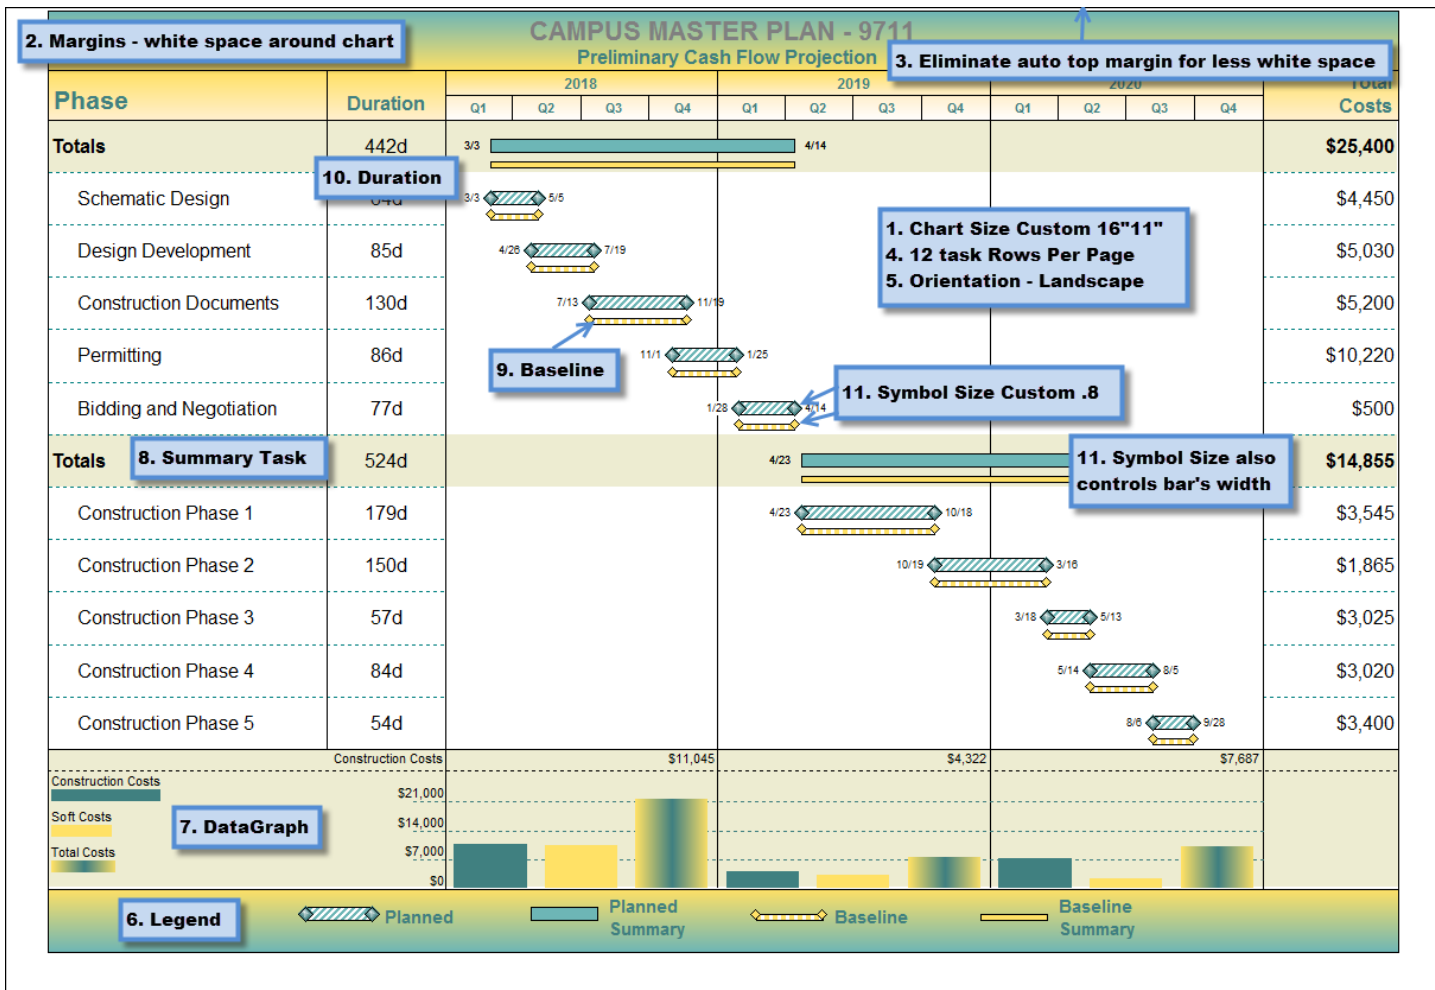 CAMPUS MASTER PLAN - 9711
Preliminary Cash Flow Projection
2. Margins - white space around chart
3. Eliminate auto top margin for less white space
Phase
Duration
2018
2019
2020
Total
Costs
Q1 Q2 Q3 Q4 Q1 Q2 Q3 Q4 Q1 Q2 Q3 Q4
Totals 442d 3/3 4/14 $25,400
10. Duration
Schematic Design 64d 3/3 5/5 $4,450
1. Chart Size Custom 16"11"
4. 12 task Rows Per Page
5. Orientation - Landscape
Design Development 85d 4/26 7/19 $5,030
Construction Documents 130d 7/13 11/19 $5,200
9. Baseline
Permitting 86d 11/1 1/25 $10,220
11. Symbol Size Custom .8
Bidding and Negotiation 77d 1/28 4/14 $500
Totals 524d 4/23 $14,855
8. Summary Task
11. Symbol Size also
controls bar's width
Construction Phase 1 179d 4/23 10/18 $3,545
Construction Phase 2 150d 10/19 3/16 $1,865
Construction Phase 3 57d 3/18 5/13 $3,025
Construction Phase 4 84d 5/14 8/5 $3,020
Construction Phase 5 54d 8/6 9/28 $3,400
Construction Costs $11,045 $4,322 $7,687
Construction Costs
Soft Costs
Total Costs
7. DataGraph
$21,000
$14,000
$7,000
$0
6. Legend
Planned
Planned
Summary
Baseline
Baseline
Summary